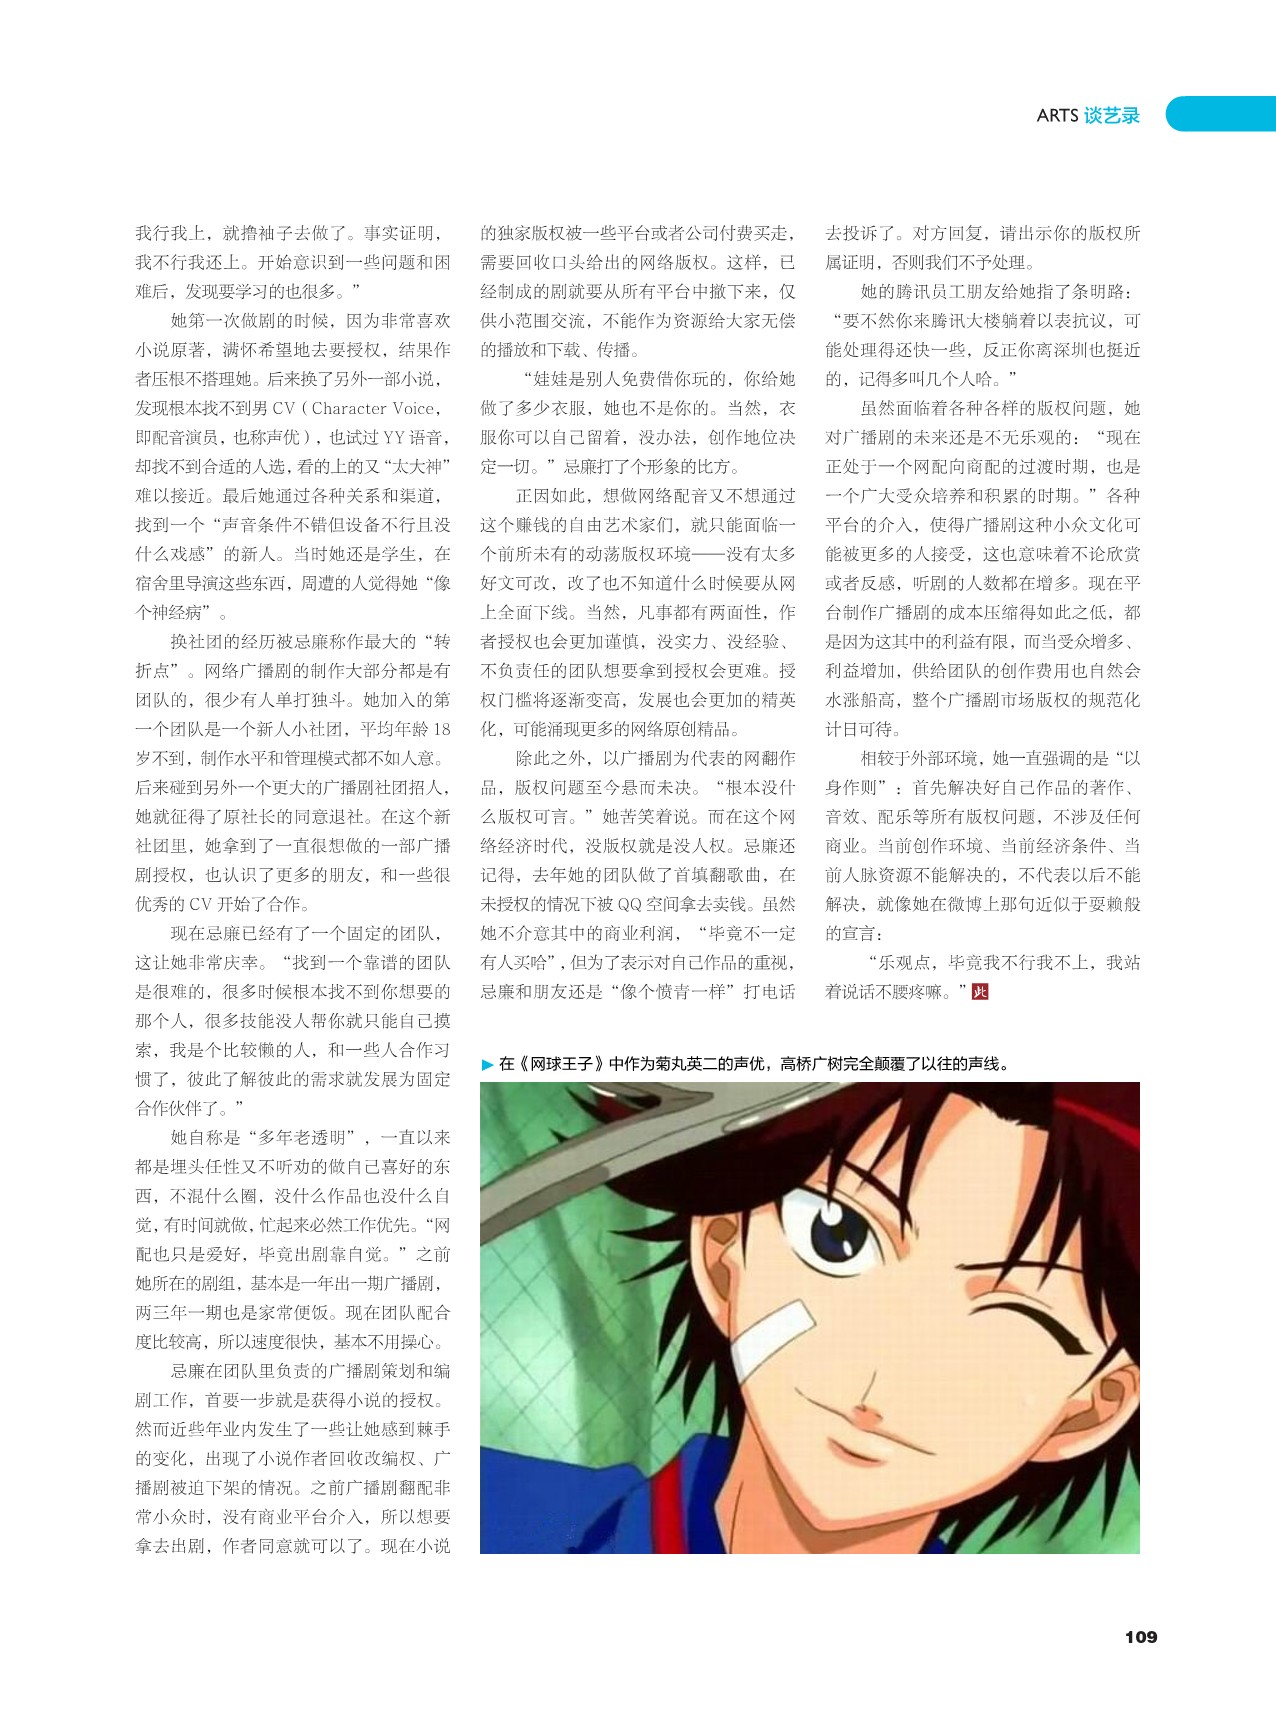 ARTS 谈艺录
我行我上，就撸袖子去做了。事实证明，
我不行我还上。开始意识到一些问题和困
难后，发现要学习的也很多。”
她第一次做剧的时候，因为非常喜欢
小说原著，满怀希望地去要授权，结果作
者压根不搭理她。后来换了另外一部小说，
发现根本找不到男 CV（Character Voice，
即配音演员，也称声优），也试过 YY 语音，
却找不到合适的人选，看的上的又“太大神”
难以接近。最后她通过各种关系和渠道，
找到一个“声音条件不错但设备不行且没
什么戏感”的新人。当时她还是学生，在
宿舍里导演这些东西，周遭的人觉得她“像
个神经病”。
换社团的经历被忌廉称作最大的“转
折点”。网络广播剧的制作大部分都是有
团队的，很少有人单打独斗。她加入的第
一个团队是一个新人小社团，平均年龄 18
岁不到，制作水平和管理模式都不如人意。
后来碰到另外一个更大的广播剧社团招人，
她就征得了原社长的同意退社。在这个新
社团里，她拿到了一直很想做的一部广播
剧授权，也认识了更多的朋友，和一些很
优秀的 CV 开始了合作。
现在忌廉已经有了一个固定的团队，
这让她非常庆幸。“找到一个靠谱的团队
是很难的，很多时候根本找不到你想要的
那个人，很多技能没人帮你就只能自己摸
索，我是个比较懒的人，和一些人合作习
惯了，彼此了解彼此的需求就发展为固定
合作伙伴了。”
她自称是“多年老透明”，一直以来
都是埋头任性又不听劝的做自己喜好的东
西，不混什么圈，没什么作品也没什么自
觉，有时间就做，忙起来必然工作优先。“网
配也只是爱好，毕竟出剧靠自觉。”之前
她所在的剧组，基本是一年出一期广播剧，
两三年一期也是家常便饭。现在团队配合
度比较高，所以速度很快，基本不用操心。
忌廉在团队里负责的广播剧策划和编
剧工作，首要一步就是获得小说的授权。
然而近些年业内发生了一些让她感到棘手
的变化，出现了小说作者回收改编权、广
播剧被迫下架的情况。之前广播剧翻配非
常小众时，没有商业平台介入，所以想要
拿去出剧，作者同意就可以了。现在小说
的独家版权被一些平台或者公司付费买走，
需要回收口头给出的网络版权。这样，已
经制成的剧就要从所有平台中撤下来，仅
供小范围交流，不能作为资源给大家无偿
的播放和下载、传播。
“娃娃是别人免费借你玩的，你给她
做了多少衣服，她也不是你的。当然，衣
服你可以自己留着，没办法，创作地位决
定一切。”忌廉打了个形象的比方。
正因如此，想做网络配音又不想通过
这个赚钱的自由艺术家们，就只能面临一
个前所未有的动荡版权环境——没有太多
好文可改，改了也不知道什么时候要从网
上全面下线。当然，凡事都有两面性，作
者授权也会更加谨慎，没实力、没经验、
不负责任的团队想要拿到授权会更难。授
权门槛将逐渐变高，发展也会更加的精英
化，可能涌现更多的网络原创精品。
除此之外，以广播剧为代表的网翻作
品，版权问题至今悬而未决。“根本没什
么版权可言。”她苦笑着说。而在这个网
络经济时代，没版权就是没人权。忌廉还
记得，去年她的团队做了首填翻歌曲，在
未授权的情况下被 QQ 空间拿去卖钱。虽然
她不介意其中的商业利润，“毕竟不一定
有人买哈”，但为了表示对自己作品的重视，
忌廉和朋友还是“像个愤青一样”打电话
去投诉了。对方回复，请出示你的版权所
属证明，否则我们不予处理。
她的腾讯员工朋友给她指了条明路：
“要不然你来腾讯大楼躺着以表抗议，可
能处理得还快一些，反正你离深圳也挺近
的，记得多叫几个人哈。”
虽然面临着各种各样的版权问题，她
对广播剧的未来还是不无乐观的：“现在
正处于一个网配向商配的过渡时期，也是
一个广大受众培养和积累的时期。”各种
平台的介入，使得广播剧这种小众文化可
能被更多的人接受，这也意味着不论欣赏
或者反感，听剧的人数都在增多。现在平
台制作广播剧的成本压缩得如此之低，都
是因为这其中的利益有限，而当受众增多、
利益增加，供给团队的创作费用也自然会
水涨船高，整个广播剧市场版权的规范化
计日可待。
相较于外部环境，她一直强调的是“以
身作则”：首先解决好自己作品的著作、
音效、配乐等所有版权问题，不涉及任何
商业。当前创作环境、当前经济条件、当
前人脉资源不能解决的，不代表以后不能
解决，就像她在微博上那句近似于耍赖般
的宣言：
“乐观点，毕竟我不行我不上，我站
着说话不腰疼嘛。”此
▶ 在《网球王子》中作为菊丸英二的声优，高桥广树完全颠覆了以往的声线。
109